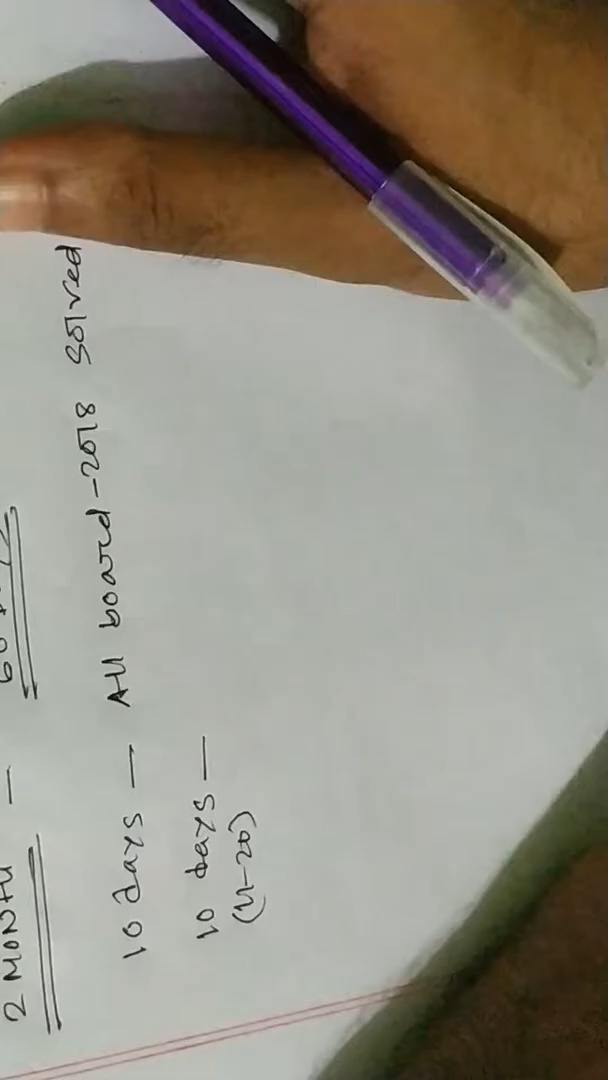 2 MONTH —
10 days — All board-2018 solved
10 days —
(11-20)